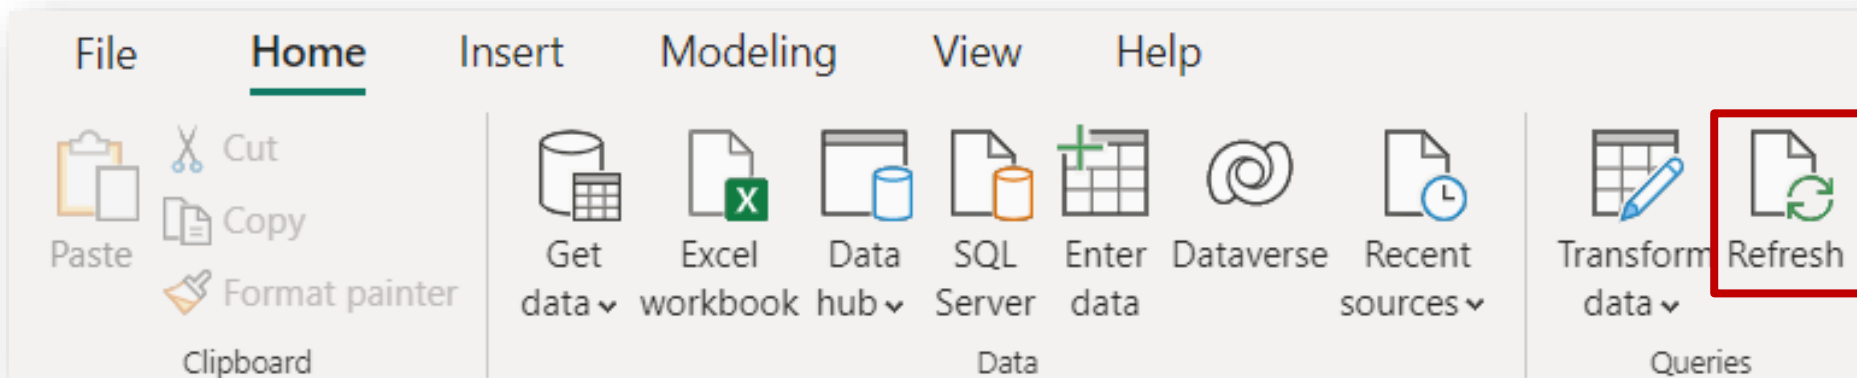 File Home Insert Modeling View Help
Paste
Cut
Copy
Format painter
Clipboard
Get
data
Excel
workbook
Data
hub
SQL
Server
Enter
data
Dataverse
Recent
sources
Data
Transform
data
Refresh
Queries